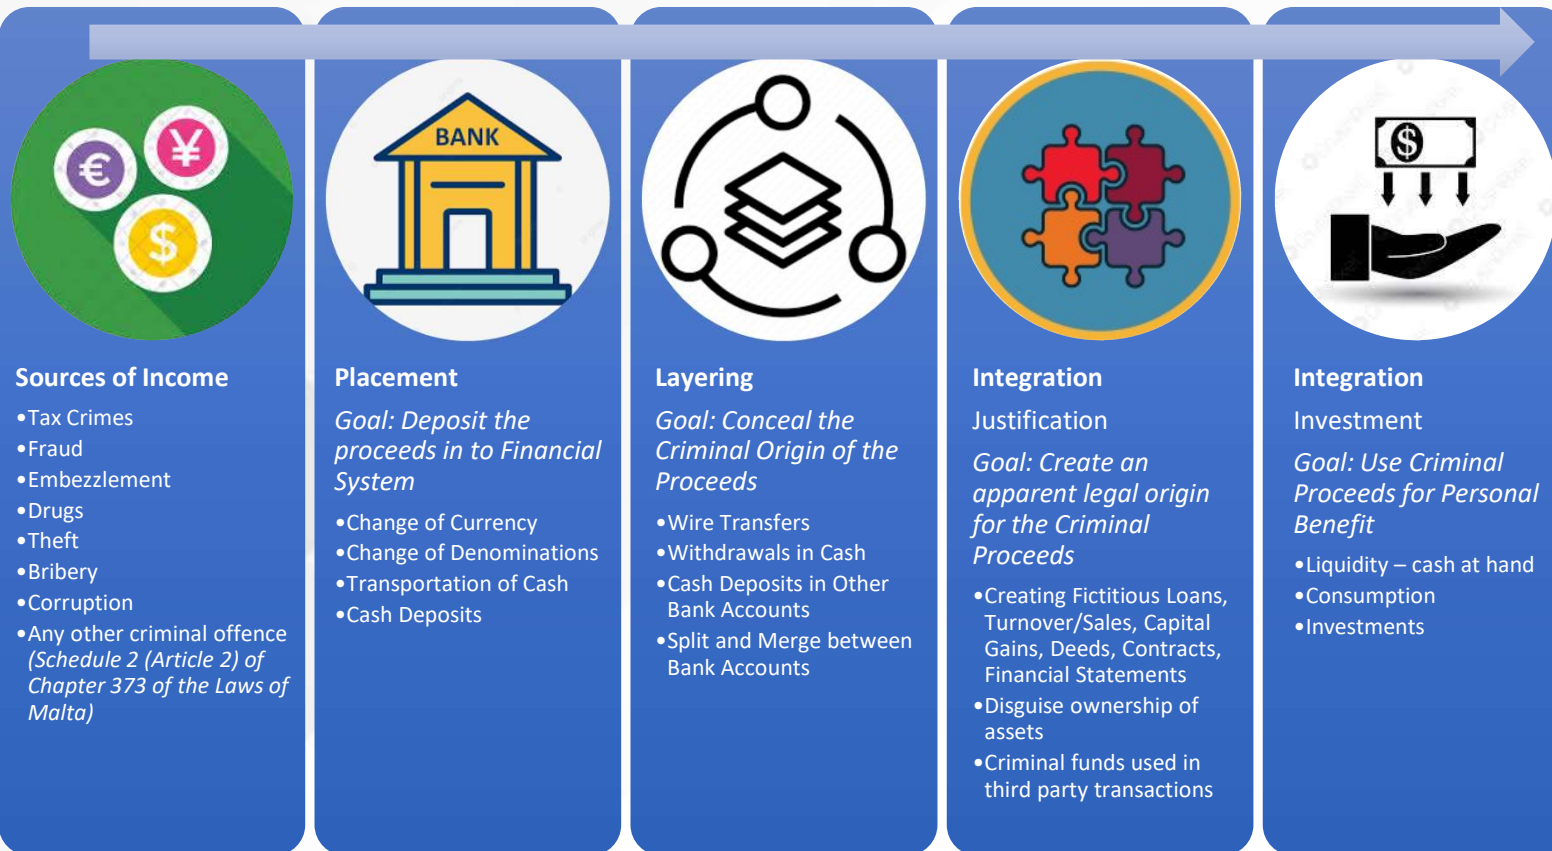 BANK
Sources of Income
•Tax Crimes
•Fraud
•Embezzlement
•Drugs
•Theft
•Bribery
•Corruption
•Any other criminal offence
(Schedule 2 (Article 2) of
Chapter 373 of the Laws of
Malta)
Placement
Goal: Deposit the
proceeds in to Financial
System
•Change of Currency
•Change of Denominations
•Transportation of Cash
•Cash Deposits
Layering
Goal: Conceal the
Criminal Origin of the
Proceeds
•Wire Transfers
•Withdrawals in Cash
•Cash Deposits in Other
Bank Accounts
•Split and Merge between
Bank Accounts
Integration
Justification
Goal: Create an
apparent legal origin
for the Criminal
Proceeds
•Creating Fictitious Loans,
Turnover/Sales, Capital
Gains, Deeds, Contracts,
Financial Statements
•Disguise ownership of
assets
•Criminal funds used in
third party transactions
Integration
Investment
Goal: Use Criminal
Proceeds for Personal
Benefit
•Liquidity – cash at hand
•Consumption
•Investments